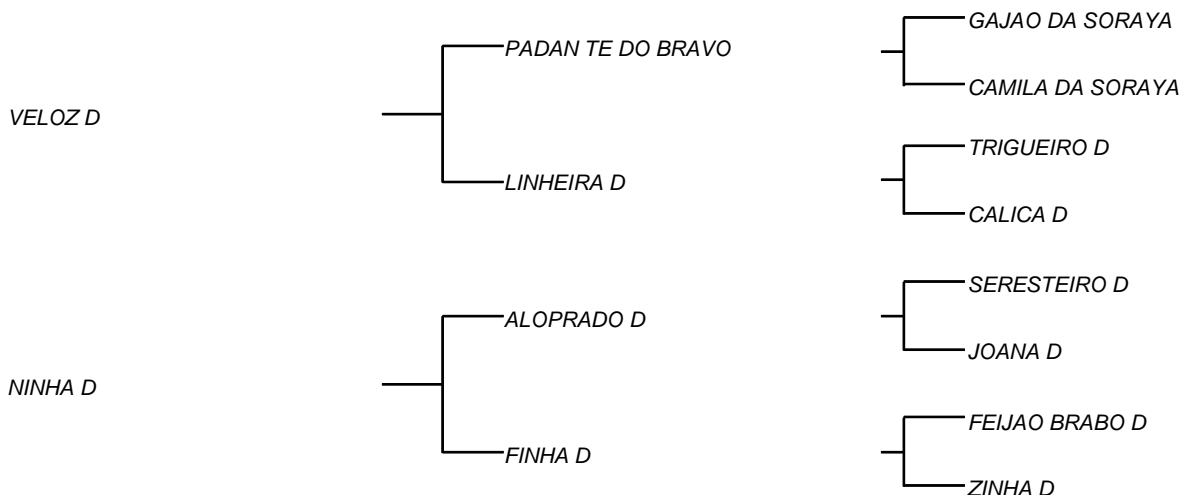 GAJAO DA SORAYA
PADAN TE DO BRAVO
CAMILA DA SORAYA
VELOZ D
TRIGUEIRO D
LINHEIRA D
CALICA D
SERESTEIRO D
ALOPRADO D
JOANA D
NINHA D
FEIJAO BRABO D
FINHA D
ZINHA D